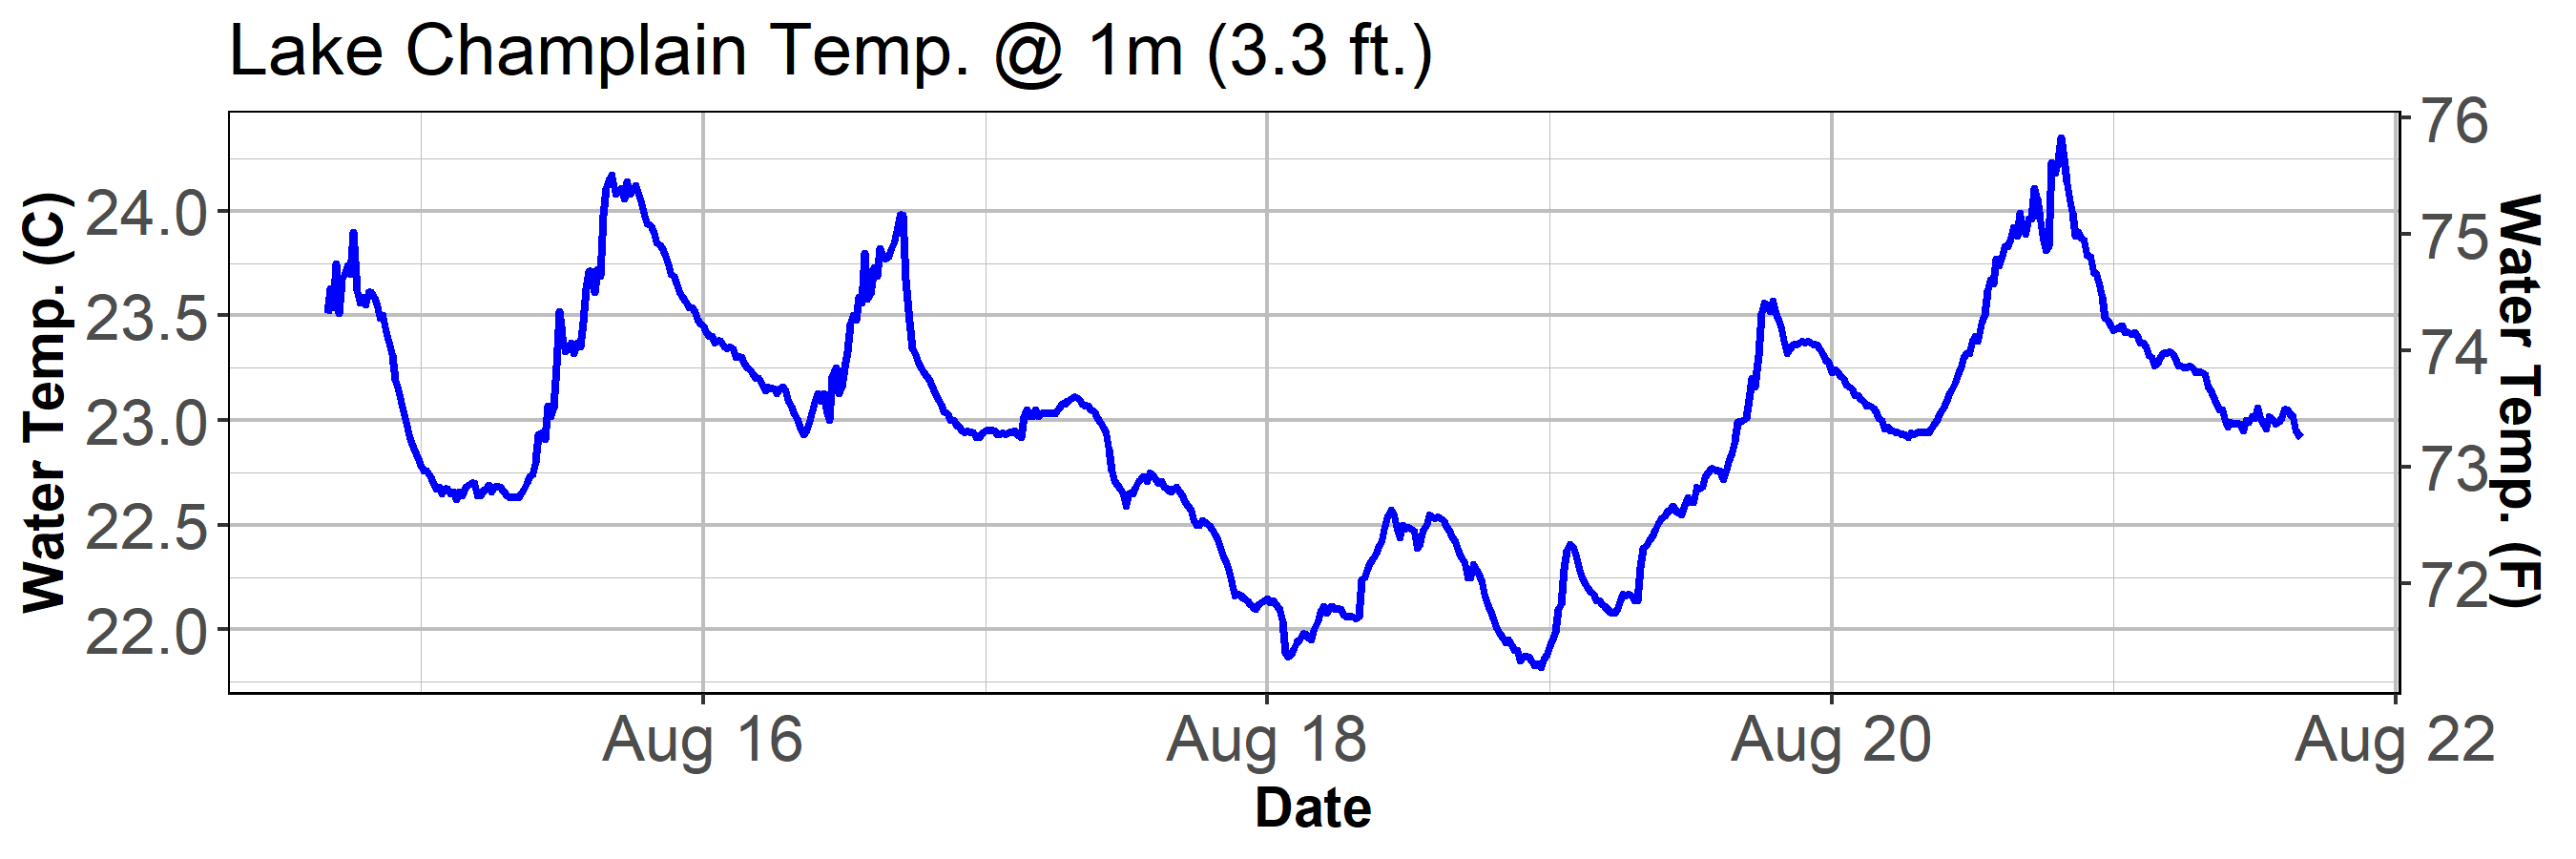 Lake Champlain Temp. @ 1m (3.3 ft.)
Water Temp. (C)
24.0
23.5
23.0
22.5
22.0
76
75
74
73
72
Water Temp. (F)
Aug 16
Aug 18
Aug 20
Aug 22
Date